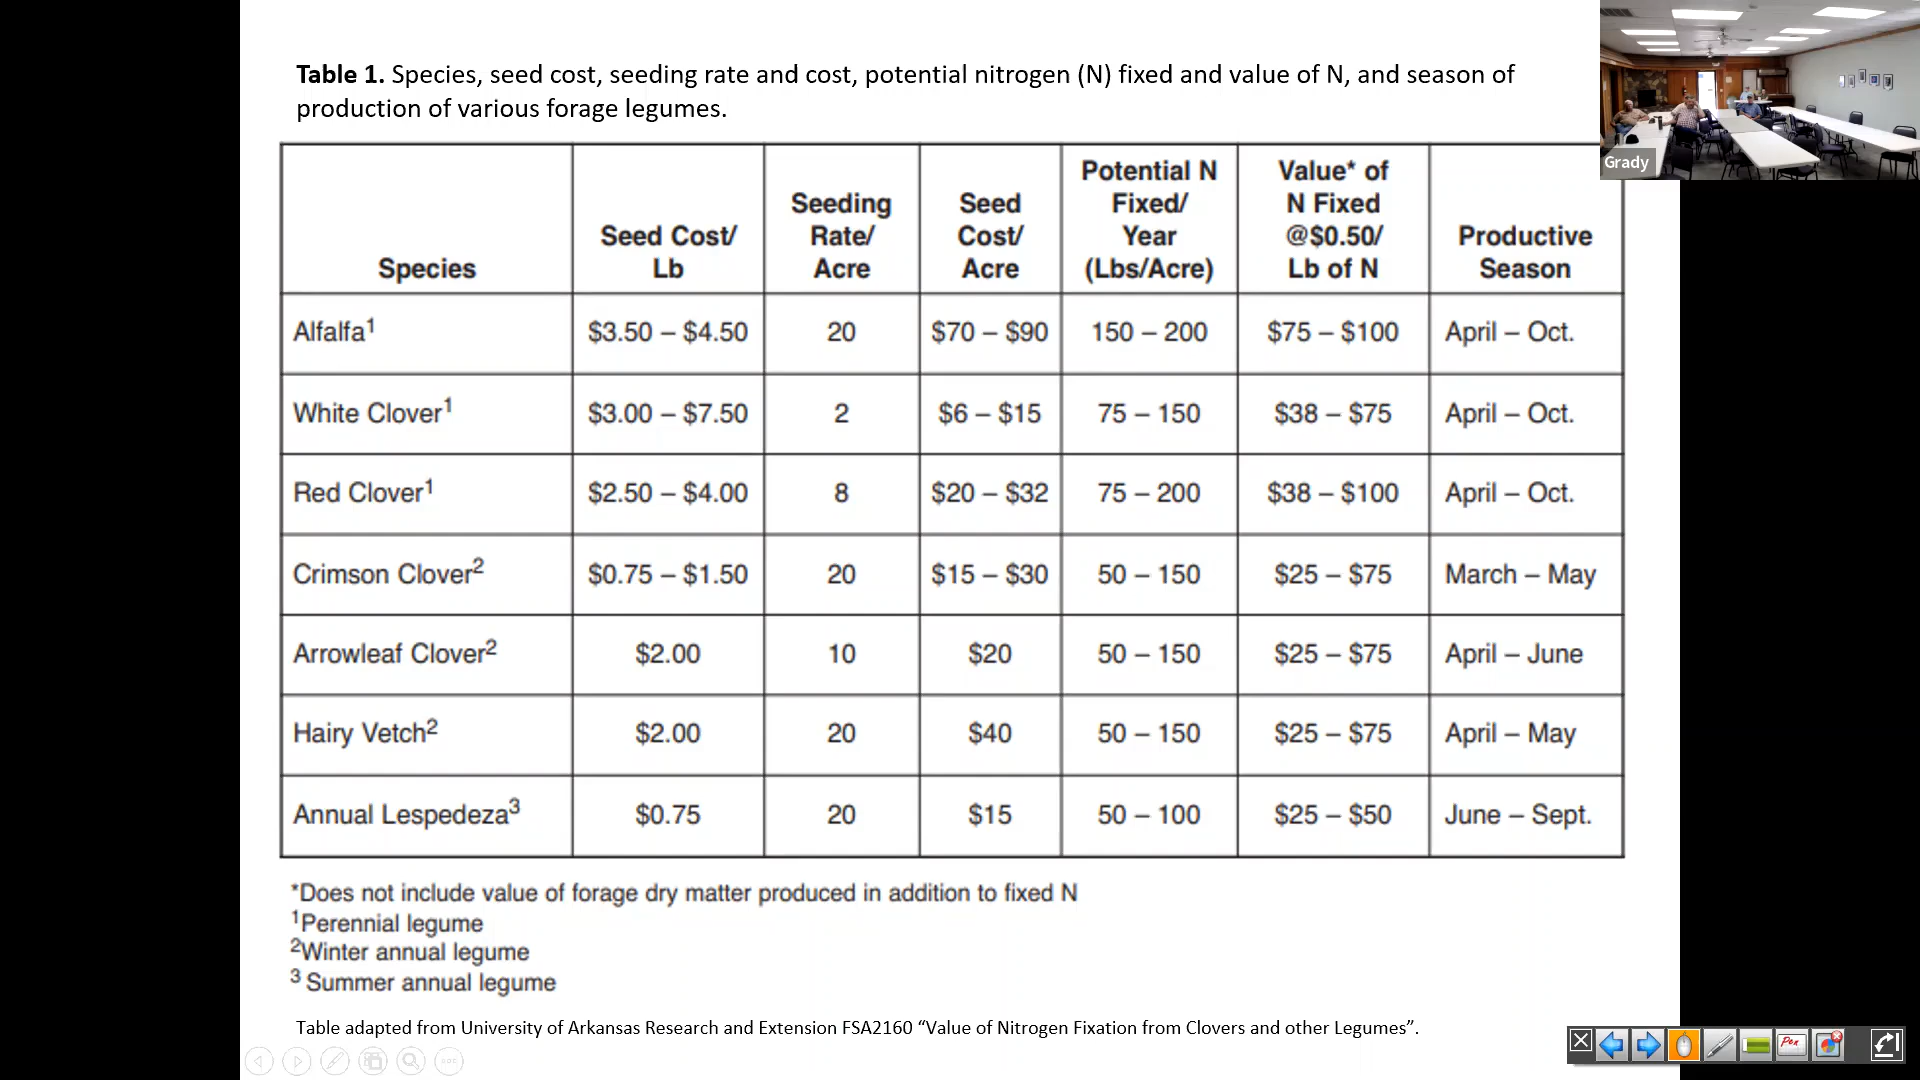 Table 1. Species, seed cost, seeding rate and cost, potential nitrogen (N) fixed and value of N, and season of
production of various forage legumes.
Grady
Species
Seed Cost/
Lb
Seeding
Rate/
Acre
Seed
Cost/
Acre
Potential N
Fixed/
Year
(Lbs/Acre)
Value* of
N Fixed
@$0.50/
Lb of N
Productive
Season
Alfalfa¹ $3.50 – $4.50 20 $70 – $90 150 – 200 $75 – $100 April – Oct.
White Clover¹ $3.00 – $7.50 2 $6 – $15 75 – 150 $38 – $75 April – Oct.
Red Clover¹ $2.50 – $4.00 8 $20 – $32 75 – 200 $38 – $100 April – Oct.
Crimson Clover² $0.75 – $1.50 20 $15 – $30 50 – 150 $25 – $75 March – May
Arrowleaf Clover² $2.00 10 $20 50 – 150 $25 – $75 April – June
Hairy Vetch² $2.00 20 $40 50 – 150 $25 – $75 April – May
Annual Lespedeza³ $0.75 20 $15 50 – 100 $25 – $50 June – Sept.
*Does not include value of forage dry matter produced in addition to fixed N
¹Perennial legume
²Winter annual legume
³ Summer annual legume
Table adapted from University of Arkansas Research and Extension FSA2160 “Value of Nitrogen Fixation from Clovers and other Legumes”.
Pen